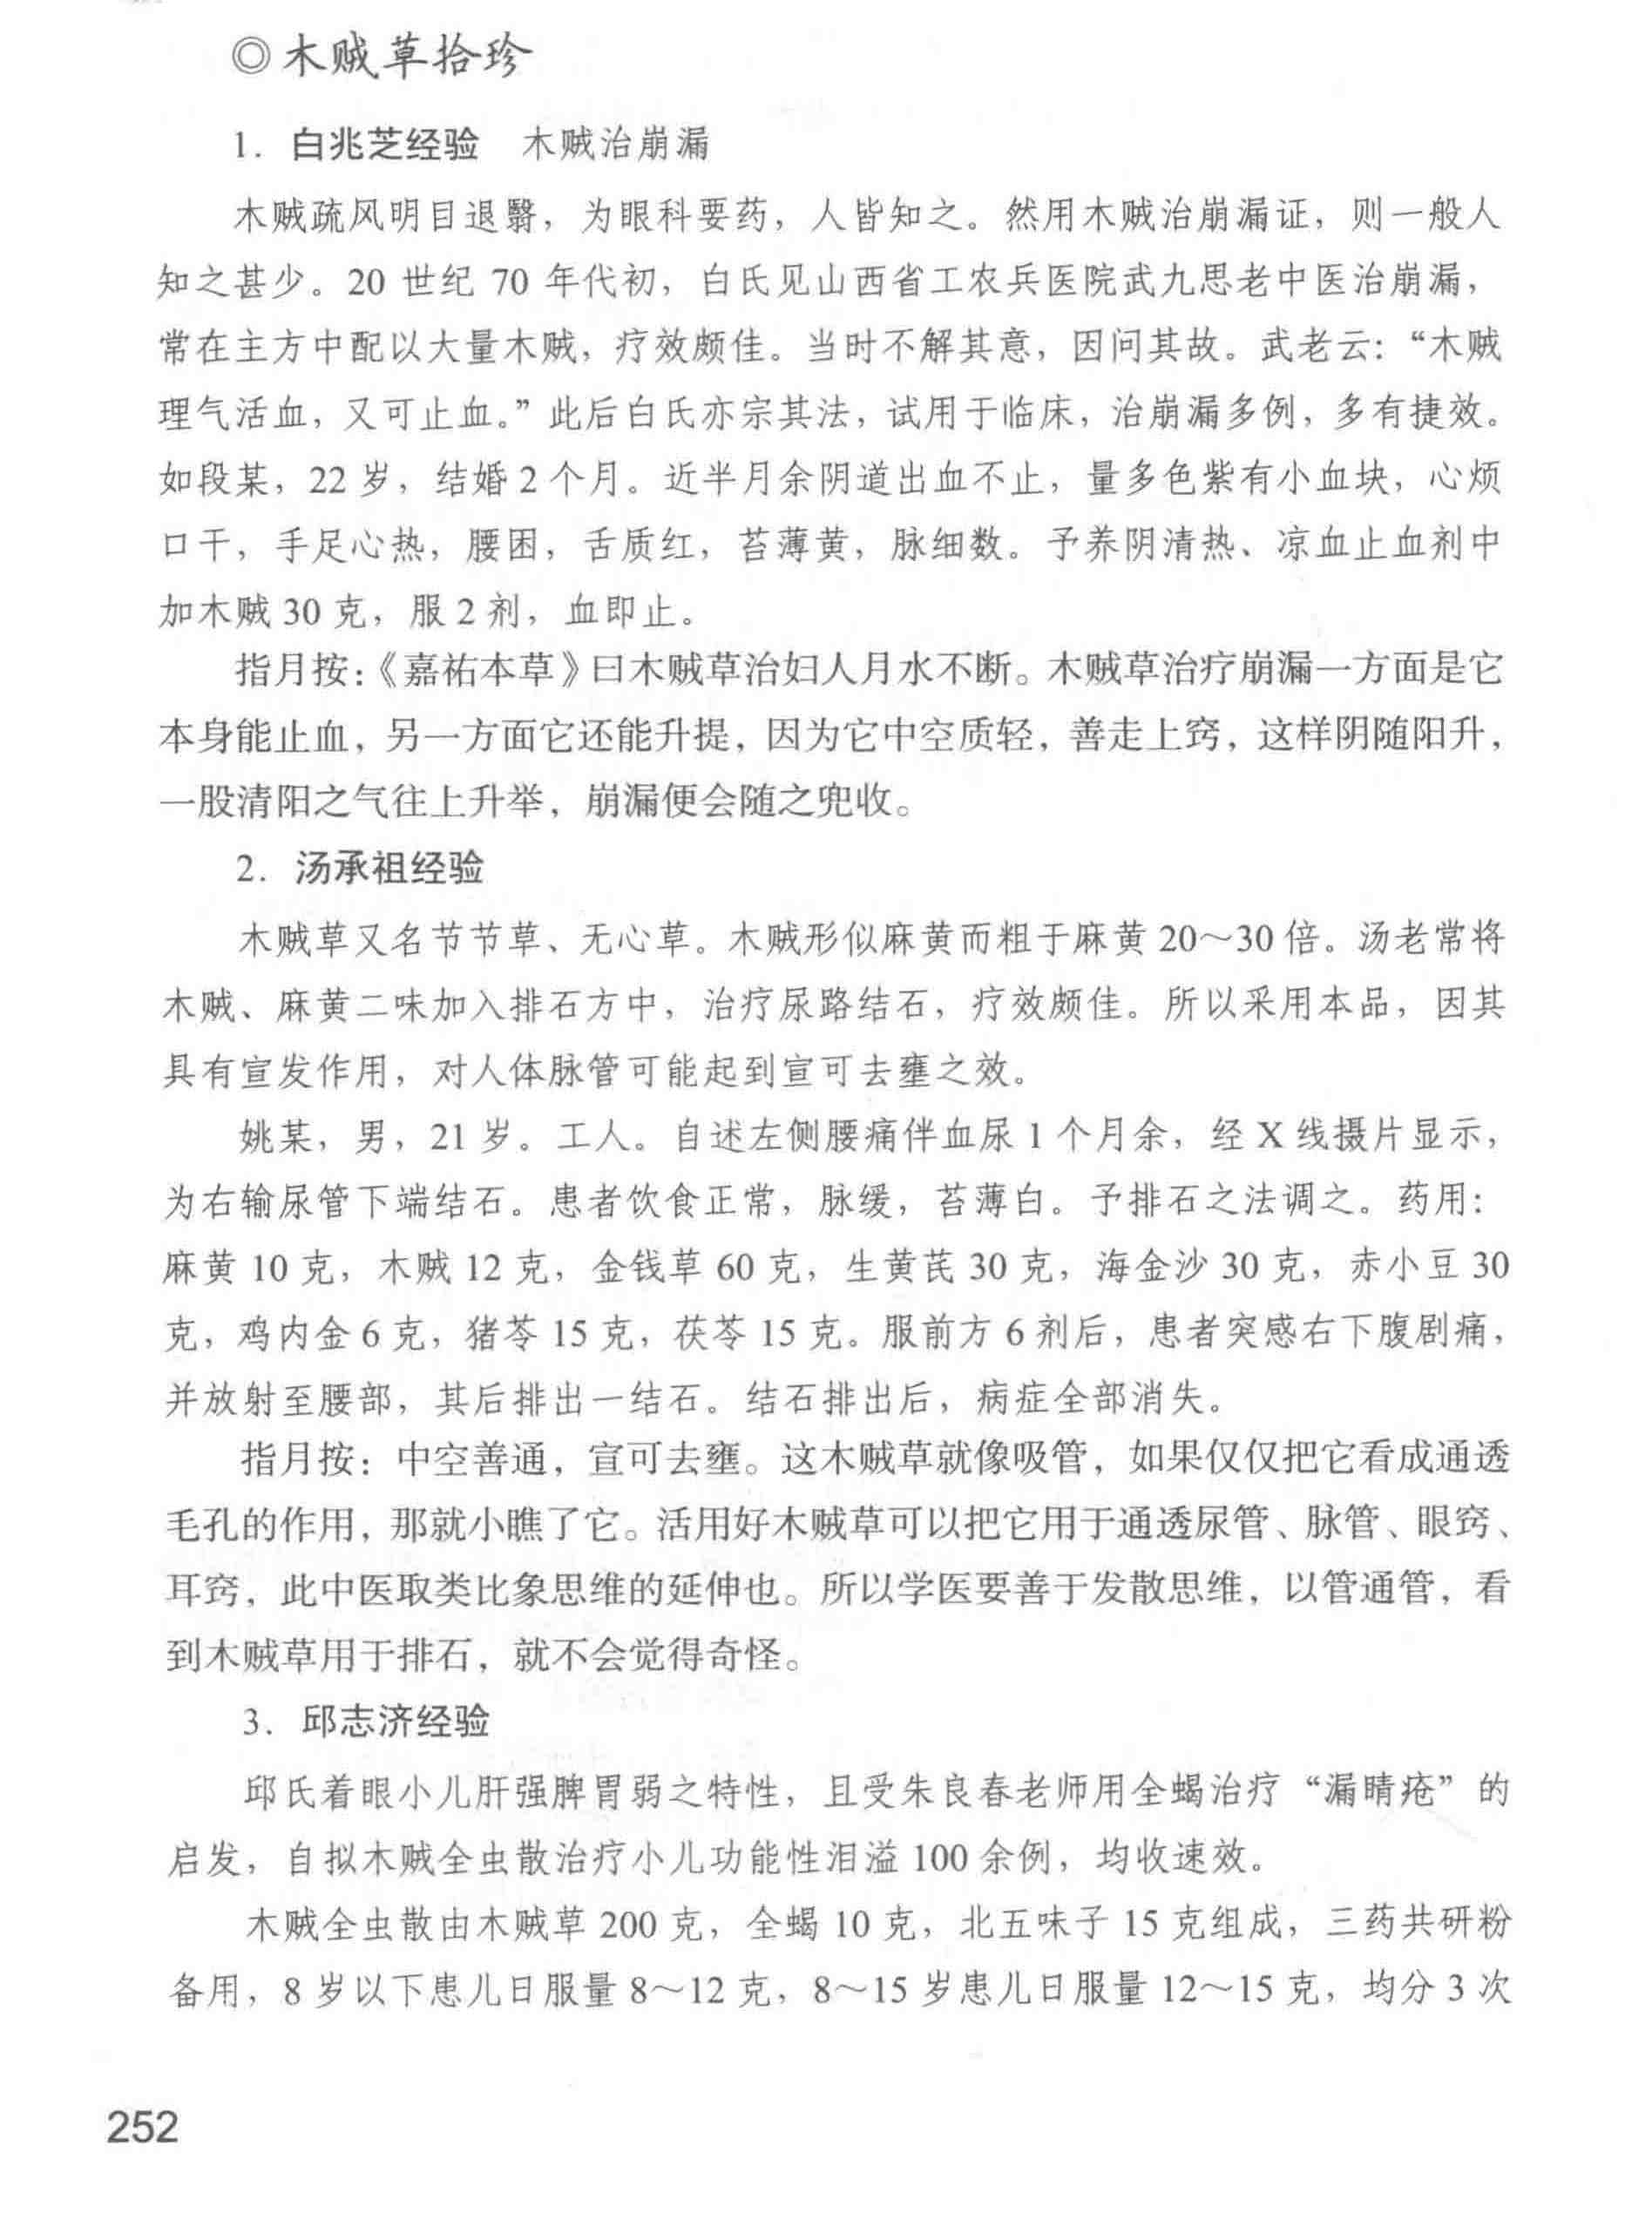 ◎木贼草拾珍
1. 白兆芝经验　木贼治崩漏
木贼疏风明目退翳，为眼科要药，人皆知之。然用木贼治崩漏证，则一般人
知之甚少。20 世纪 70 年代初，白氏见山西省工农兵医院武九思老中医治崩漏，
常在主方中配以大量木贼，疗效颇佳。当时不解其意，因问其故。武老云：“木贼
理气活血，又可止血。”此后白氏亦宗其法，试用于临床，治崩漏多例，多有捷效。
如段某，22 岁，结婚 2 个月。近半月余阴道出血不止，量多色紫有小血块，心烦
口干，手足心热，腰困，舌质红，苔薄黄，脉细数。予养阴清热、凉血止血剂中
加木贼 30 克，服 2 剂，血即止。
指月按：《嘉祐本草》曰木贼草治妇人月水不断。木贼草治疗崩漏一方面是它
本身能止血，另一方面它还能升提，因为它中空质轻，善走上窍，这样阴随阳升，
一股清阳之气往上升举，崩漏便会随之兜收。
2. 汤承祖经验
木贼草又名节节草、无心草。木贼形似麻黄而粗于麻黄 20～30 倍。汤老常将
木贼、麻黄二味加入排石方中，治疗尿路结石，疗效颇佳。所以采用本品，因其
具有宣发作用，对人体脉管可能起到宣可去壅之效。
姚某，男，21 岁。工人。自述左侧腰痛伴血尿 1 个月余，经 X 线摄片显示，
为右输尿管下端结石。患者饮食正常，脉缓，苔薄白。予排石之法调之。药用：
麻黄 10 克，木贼 12 克，金钱草 60 克，生黄芪 30 克，海金沙 30 克，赤小豆 30
克，鸡内金 6 克，猪苓 15 克，茯苓 15 克。服前方 6 剂后，患者突感右下腹剧痛，
并放射至腰部，其后排出一结石。结石排出后，病症全部消失。
指月按：中空善通，宣可去壅。这木贼草就像吸管，如果仅仅把它看成通透
毛孔的作用，那就小瞧了它。活用好木贼草可以把它用于通透尿管、脉管、眼窍、
耳窍，此中医取类比象思维的延伸也。所以学医要善于发散思维，以管通管，看
到木贼草用于排石，就不会觉得奇怪。
3. 邱志济经验
邱氏着眼小儿肝强脾胃弱之特性，且受朱良春老师用全蝎治疗“漏睛疮”的
启发，自拟木贼全虫散治疗小儿功能性泪溢 100 余例，均收速效。
木贼全虫散由木贼草 200 克，全蝎 10 克，北五味子 15 克组成，三药共研粉
备用，8 岁以下患儿日服量 8～12 克，8～15 岁患儿日服量 12～15 克，均分 3 次
252